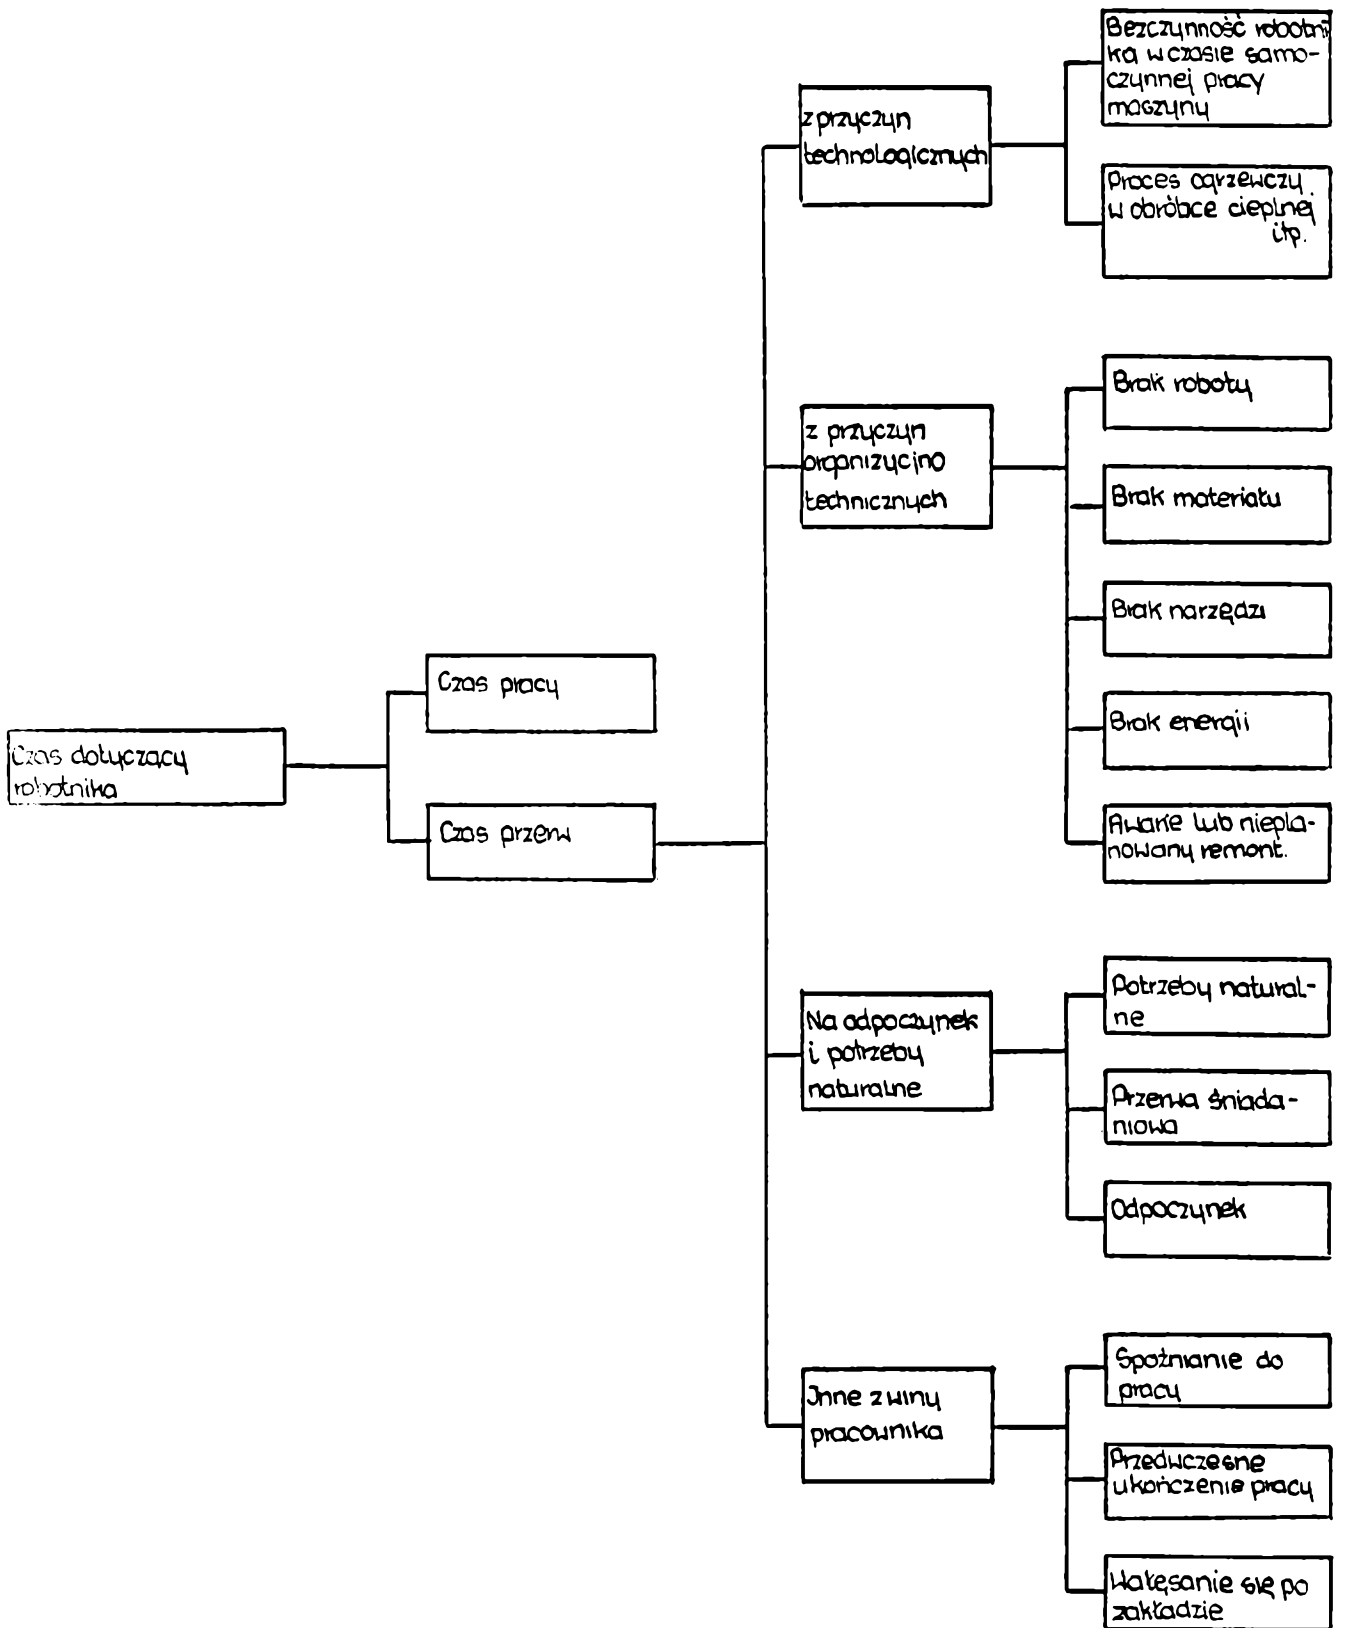 Czas dotyczący
robotnika
Czas pracy
Czas przerw
z przyczyn
technologicznych
Bezczynność robotni
ka w czasie samo-
czynnej pracy
maszyny
Proces ogrzewczy
w obróbce cieplnej
itp.
z przyczyn
organizycjno
technicznych
Brak roboty
Brak materiału
Brak narzędzi
Brak energii
Awarie lub niepla-
nowany remont.
Na odpoczynek
i potrzeby
naturalne
Potrzeby natural-
ne
Przerwa śniada-
niowa
Odpoczynek
Inne z winy
pracownika
Spóźnianie do
pracy
Przedwczesne
ukończenie pracy
Wałęsanie się po
zakładzie